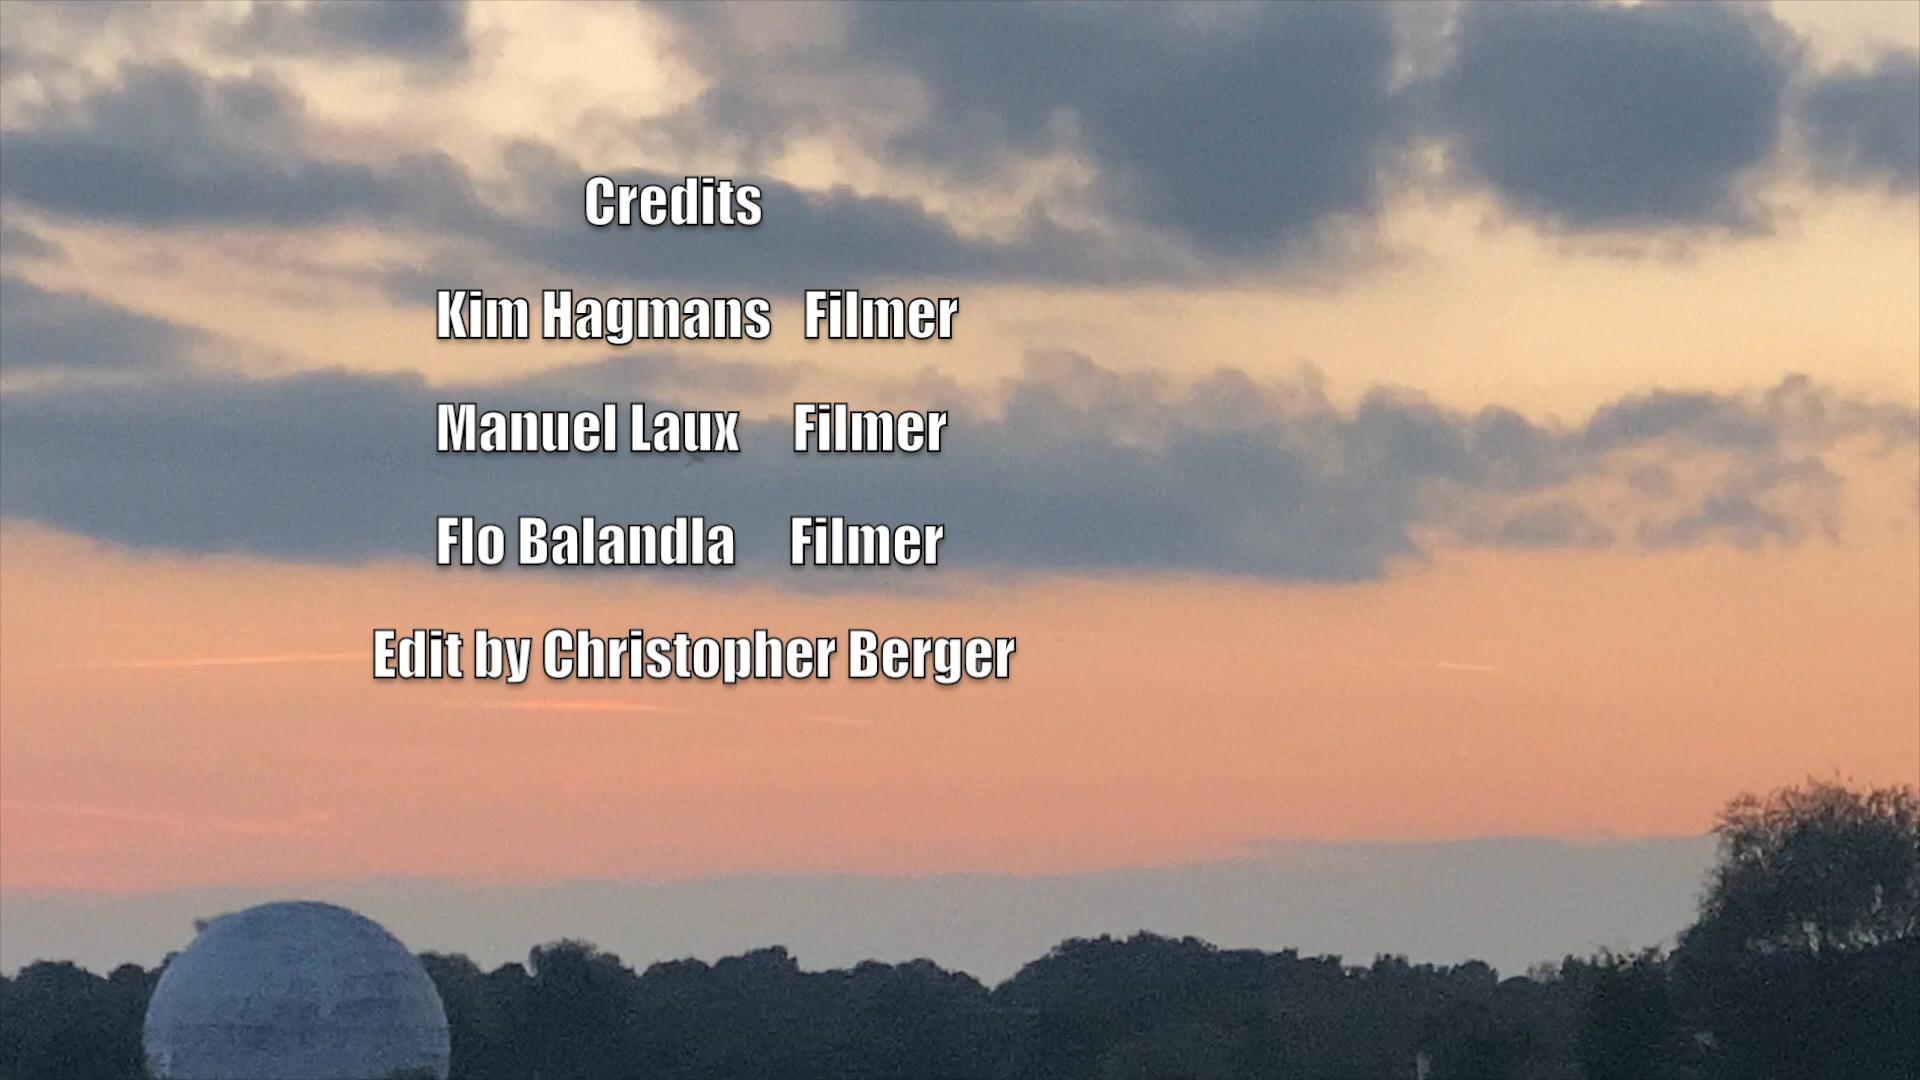 Credits
Kim Hagmans Filmer
Manuel Laux Filmer
Flo Balandla Filmer
Edit by Christopher Berger